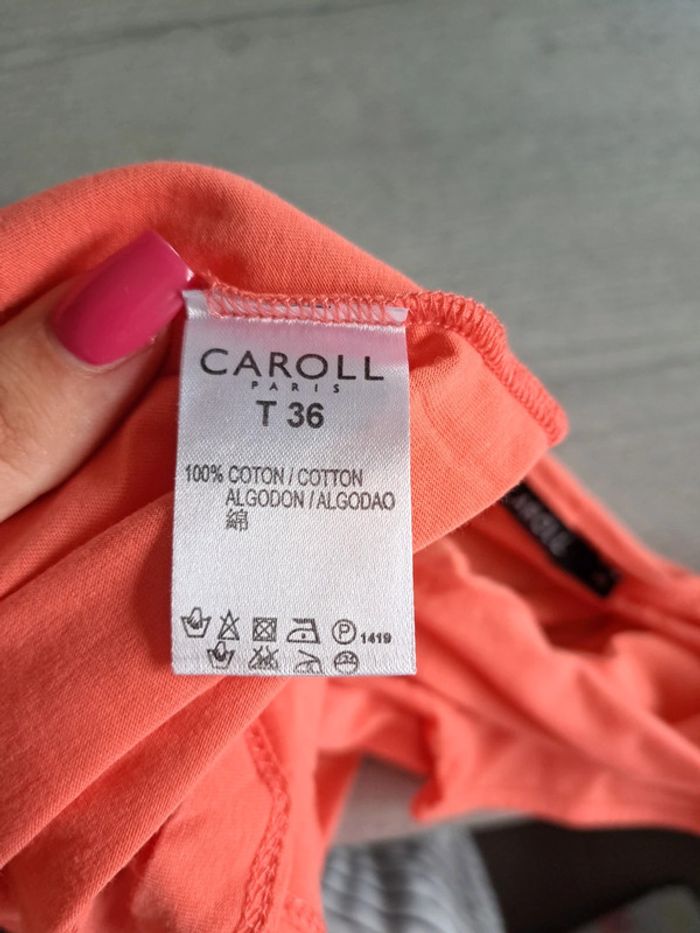 CAROLL
PARIS
T 36
100% COTON / COTTON
ALGODON / ALGODAO
綿
P 1419